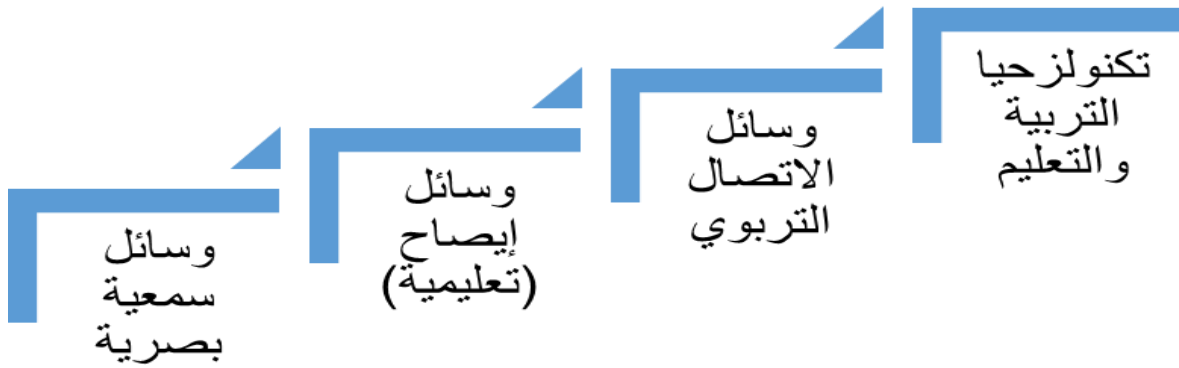 وسائل
سمعية
بصرية
وسائل
إيصاح
(تعليمية)
وسائل
الاتصال
التربوي
تكنولزحيا
التربية
والتعليم